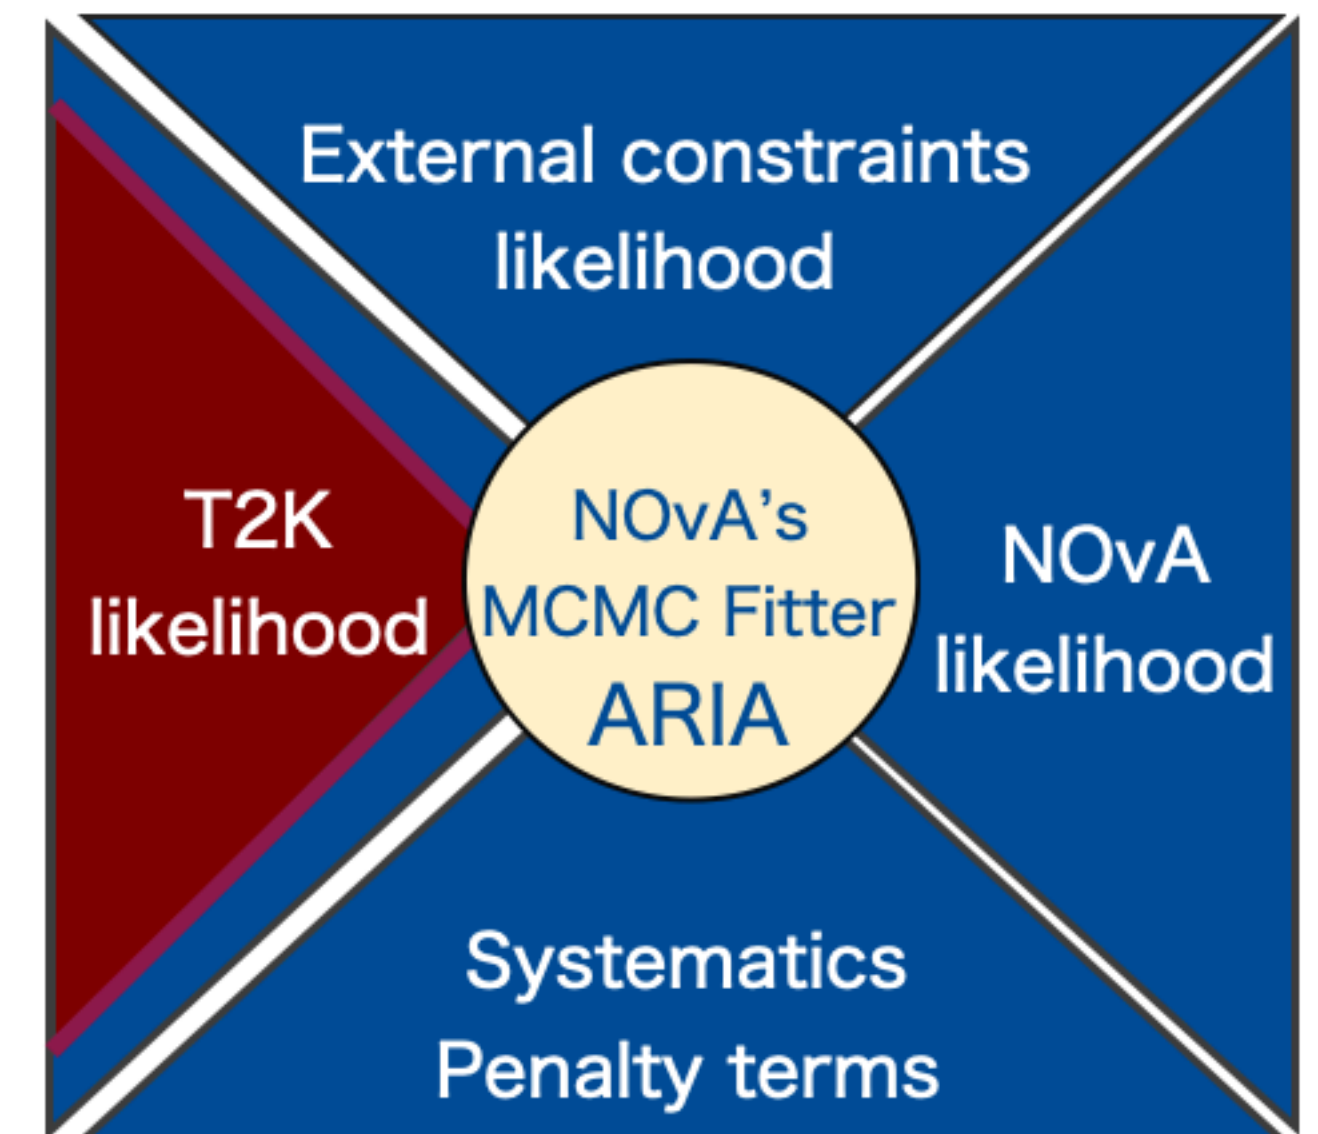 External constraints
likelihood
T2K
likelihood
NOvA’s
MCMC Fitter
ARIA
NOvA
likelihood
Systematics
Penalty terms